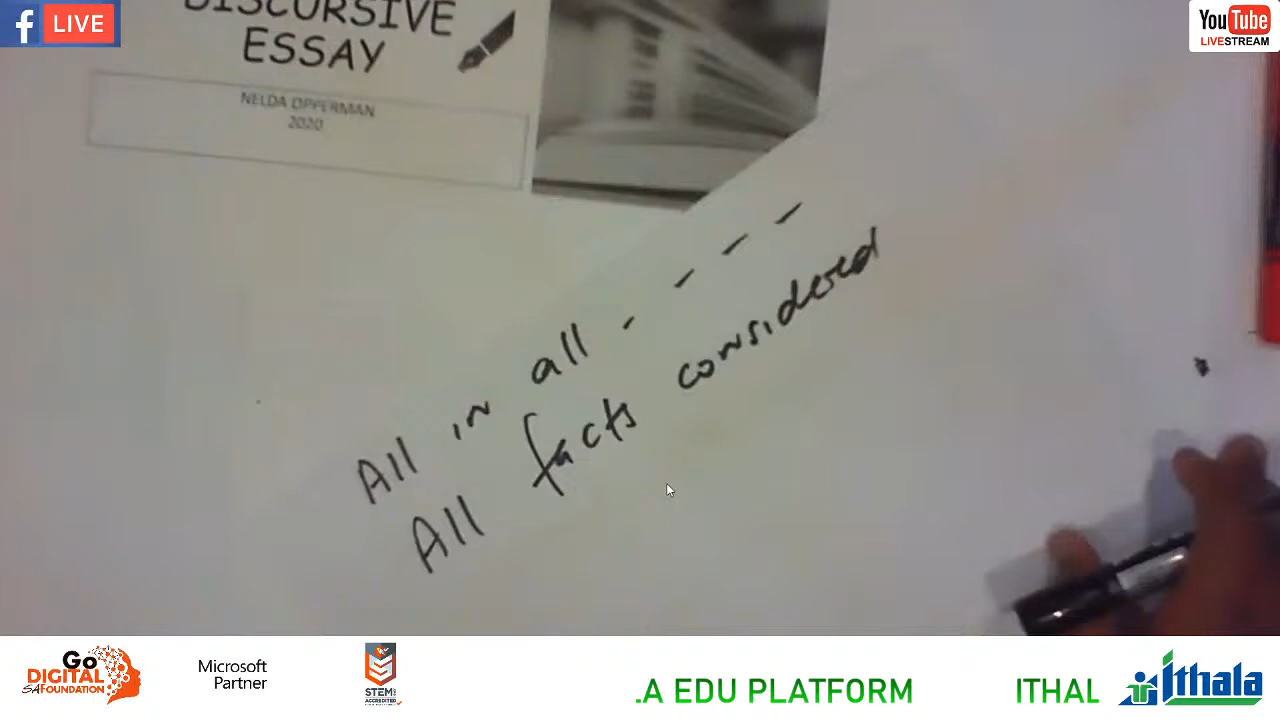 LIVE
YouTube
LIVESTREAM
DISCURSIVE
ESSAY
NELDA OPPERMAN
2020
All in all - - - -
All facts considered
Go
DIGITAL
SA FOUNDATION
Microsoft
Partner
STEM
ACCREDITED
.A EDU PLATFORM
ITHAL
Ithala